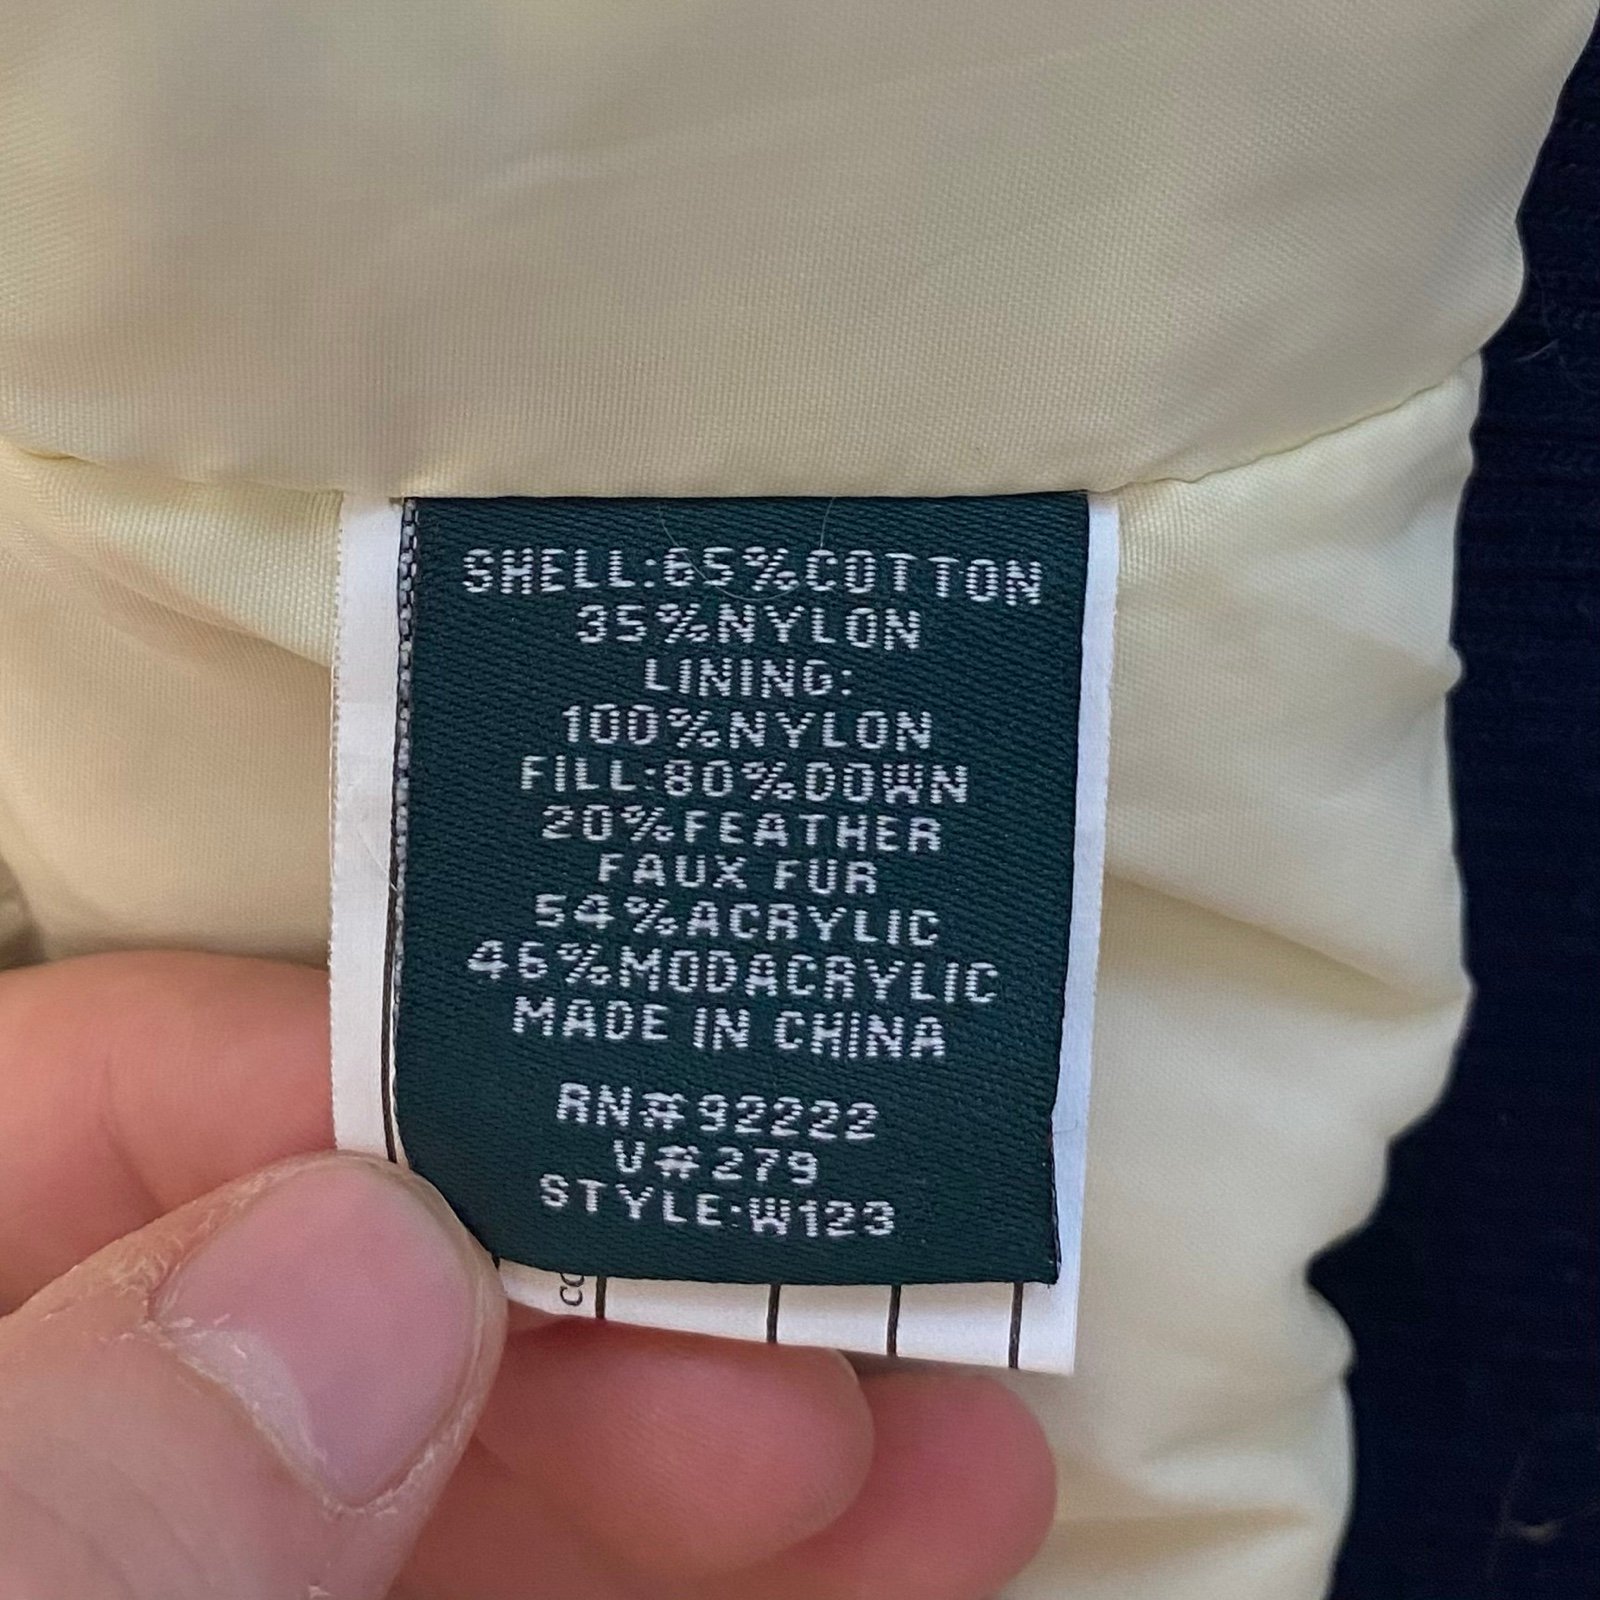 SHELL:65%COTTON
35%NYLON
LINING:
100%NYLON
FILL:80%DOWN
20%FEATHER
FAUX FUR
54%ACRYLIC
46%MODACRYLIC
MADE IN CHINA
RN#92222
V#279
STYLE:W123